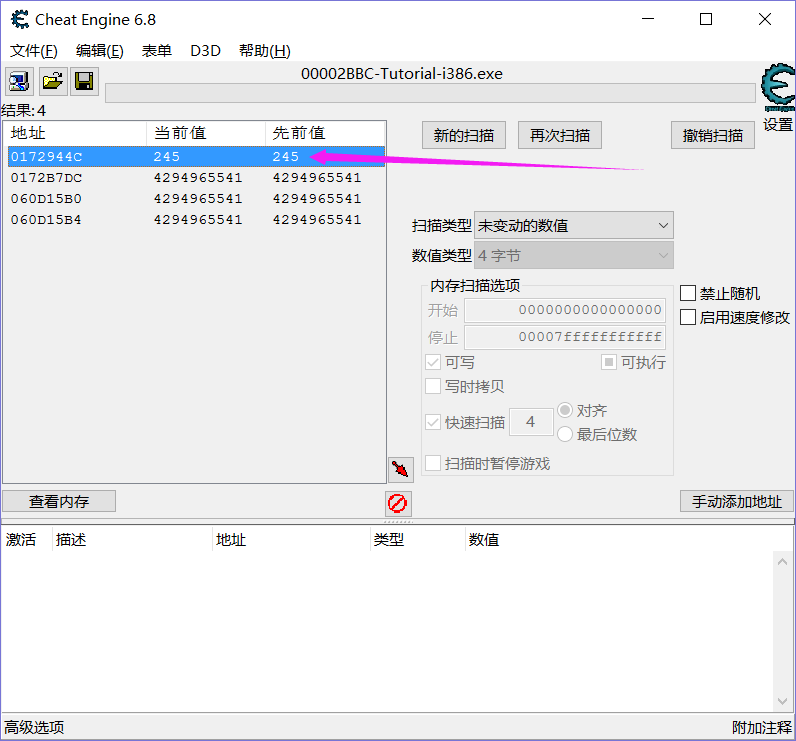 Cheat Engine 6.8
文件(F) 编辑(E) 表单 D3D 帮助(H)
00002BBC-Tutorial-i386.exe
结果: 4
设置
地址 当前值 先前值
0172944C 245 245
0172B7DC 4294965541 4294965541
060D15B0 4294965541 4294965541
060D15B4 4294965541 4294965541
新的扫描 再次扫描 撤销扫描
扫描类型 未变动的数值
数值类型 4 字节
内存扫描选项
开始 0000000000000000
停止 00007fffffffffff
可写 可执行
写时拷贝
快速扫描 4 对齐
最后位数
扫描时暂停游戏
禁止随机
启用速度修改
查看内存 手动添加地址
激活 描述 地址 类型 数值
高级选项 附加注释